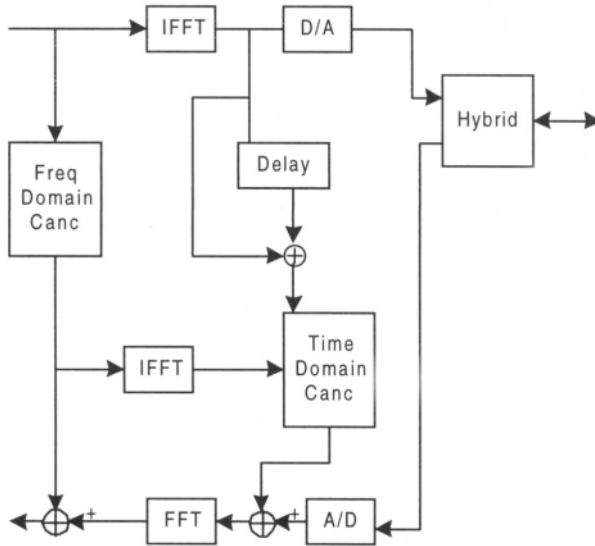 IFFT
D/A
Hybrid
Freq
Domain
Canc
Delay
Time
Domain
Canc
IFFT
+
FFT
+
A/D